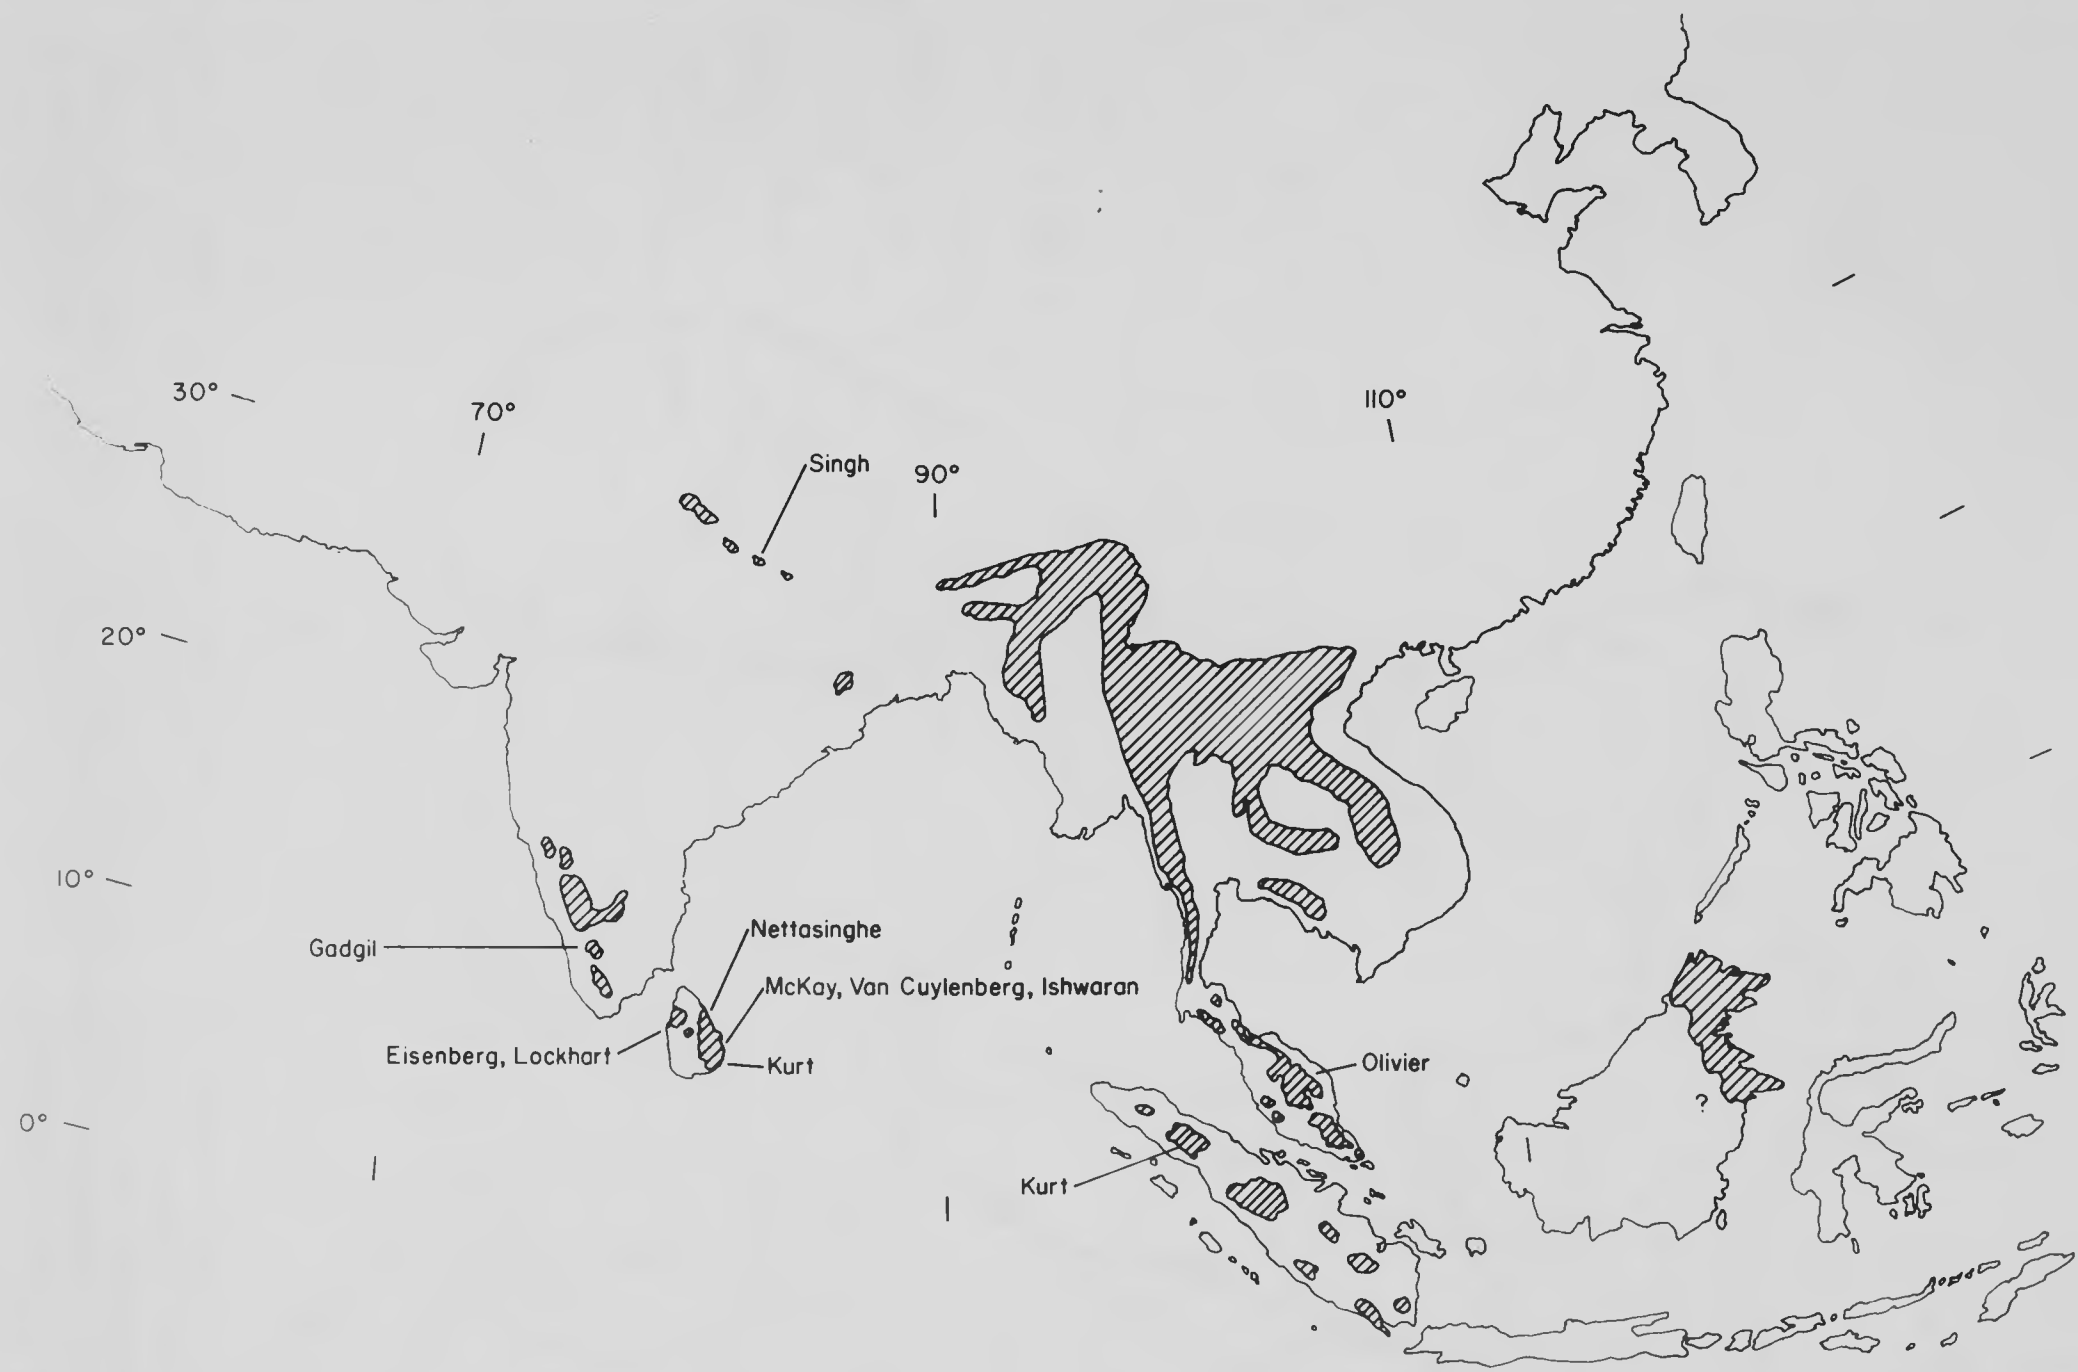 30°
70°
110°
Singh
90°
20°
10°
Nettasinghe
Gadgil
McKay, Van Cuylenberg, Ishwaran
Eisenberg, Lockhart
Kurt
Olivier
?
0°
Kurt